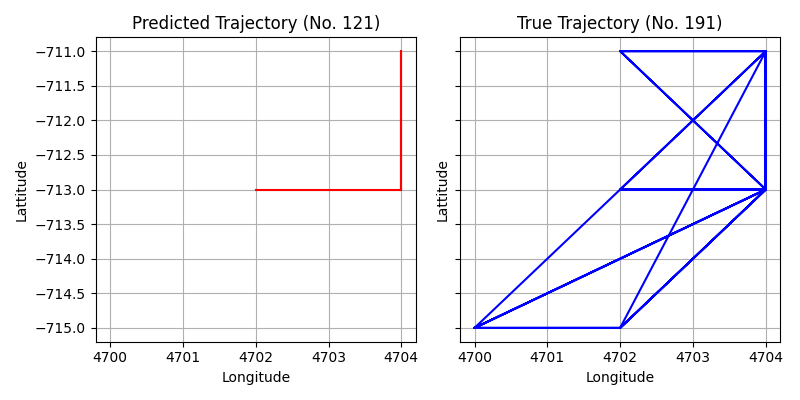 Predicted Trajectory (No. 121)
True Trajectory (No. 191)
−711.0
−711.5
−712.0
−712.5
−713.0
−713.5
−714.0
−714.5
−715.0
Lattitude
Lattitude
4700 4701 4702 4703 4704
4700 4701 4702 4703 4704
Longitude
Longitude